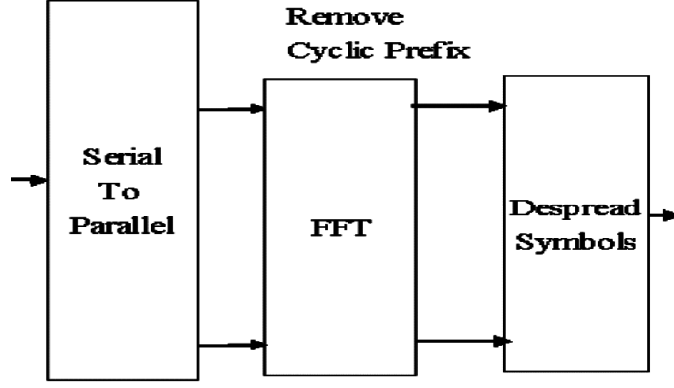 Remove
Cyclic Prefix
Serial
To
Parallel
FFT
Despread
Symbols